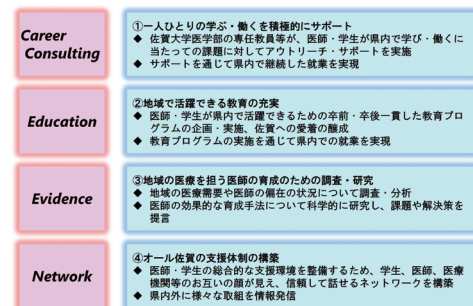 Career
Consulting
①一人ひとりの学ぶ・働くを積極的にサポート
◆ 佐賀大学医学部の専任教員等が、医師・学生が県内で学び・働くに
当たっての課題に対してアウトリーチ・サポートを実施
◆ サポートを通じて県内で継続した就業を実現
Education
②地域で活躍できる教育の充実
◆ 医師・学生が県内で活躍できるための卒前・卒後一貫した教育プロ
グラムの企画・実施、佐賀への愛着の醸成
◆ 教育プログラムの実施を通じて県内での就業を実現
Evidence
③地域の医療を担う医師の育成のための調査・研究
◆ 地域の医療需要や医師の偏在の状況について調査・分析
◆ 医師の効果的な育成手法について科学的に研究し、課題や解決策を
提言
Network
④オール佐賀の支援体制の構築
◆ 医師・学生の総合的な支援環境を整備するため、学生、医師、医療
機関等のお互いの顔が見え、信頼して話せるネットワークを構築
◆ 県内外に様々な取組を情報発信